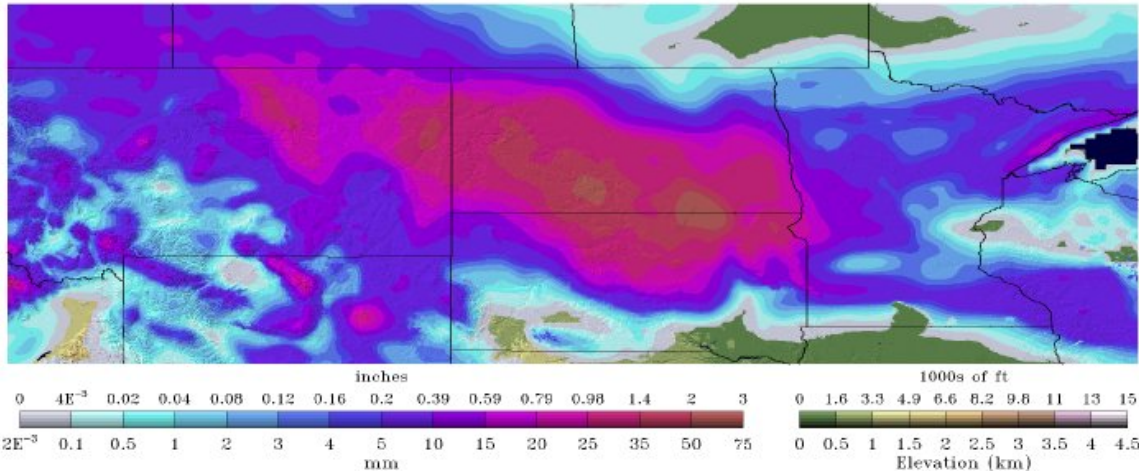 inches
0 4E⁻³ 0.02 0.04 0.08 0.12 0.16 0.2 0.39 0.59 0.79 0.98 1.4 2 3
2E⁻³ 0.1 0.5 1 2 3 4 5 10 15 20 25 35 50 75
mm
1000s of ft
0 1.6 3.3 4.9 6.6 8.2 9.8 11 13 15
0 0.5 1 1.5 2 2.5 3 3.5 4 4.5
Elevation (km)